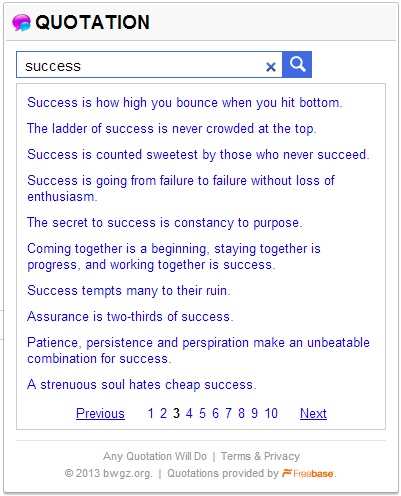 QUOTATION
success
Success is how high you bounce when you hit bottom.
The ladder of success is never crowded at the top.
Success is counted sweetest by those who never succeed.
Success is going from failure to failure without loss of
enthusiasm.
The secret to success is constancy to purpose.
Coming together is a beginning, staying together is
progress, and working together is success.
Success tempts many to their ruin.
Assurance is two-thirds of success.
Patience, persistence and perspiration make an unbeatable
combination for success.
A strenuous soul hates cheap success.
Previous 1 2 3 4 5 6 7 8 9 10 Next
Any Quotation Will Do | Terms & Privacy
© 2013 bwgz.org. | Quotations provided by Freebase.